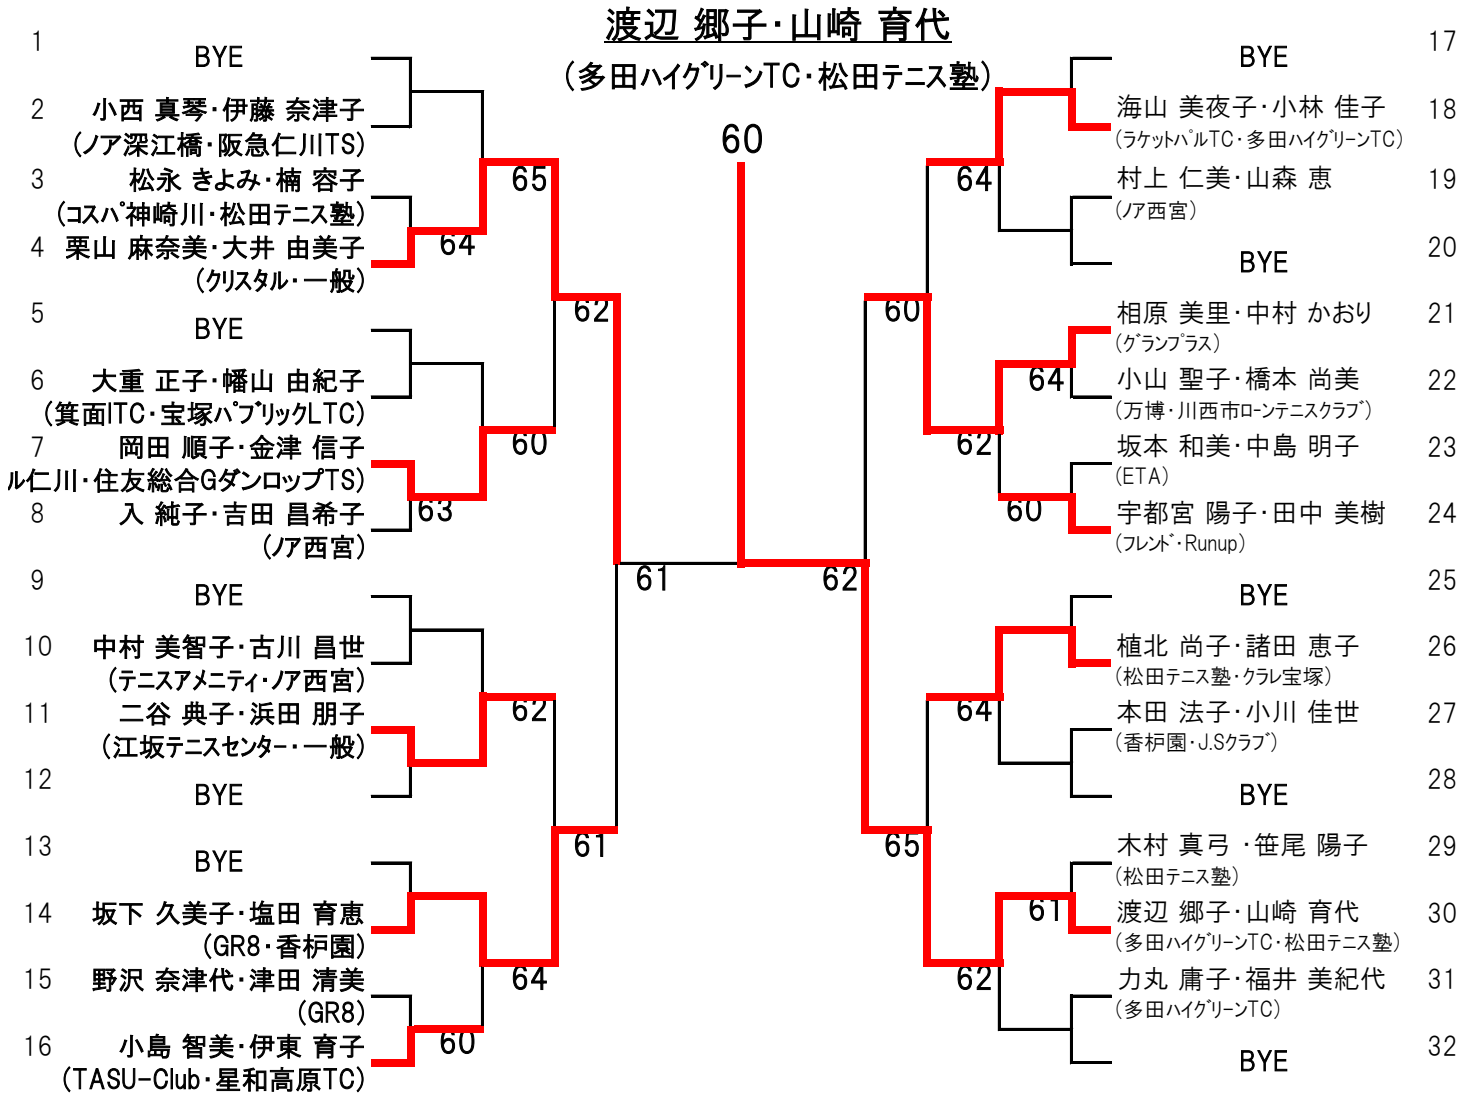 渡辺 郷子・山崎 育代
(多田ハイグリーンTC・松田テニス塾)
60
1
BYE
2
小西 真琴・伊藤 奈津子
(ノア深江橋・阪急仁川TS)
3
松永 きよみ・楠 容子
(コスパ神崎川・松田テニス塾)
4
栗山 麻奈美・大井 由美子
(クリスタル・一般)
5
BYE
6
大重 正子・幡山 由紀子
(箕面ITC・宝塚パブリックLTC)
7
岡田 順子・金津 信子
ル仁川・住友総合GダンロップTS)
8
入 純子・吉田 昌希子
(ノア西宮)
9
BYE
10
中村 美智子・古川 昌世
(テニスアメニティ・ノア西宮)
11
二谷 典子・浜田 朋子
(江坂テニスセンター・一般)
12
BYE
13
BYE
14
坂下 久美子・塩田 育恵
(GR8・香枦園)
15
野沢 奈津代・津田 清美
(GR8)
16
小島 智美・伊東 育子
(TASU-Club・星和高原TC)
64
63
60
65
60
62
64
62
61
61
62
60
65
64
62
64
62
64
60
61
BYE
17
海山 美夜子・小林 佳子
18
(ラケットパルTC・多田ハイグリーンTC)
村上 仁美・山森 恵
19
(ノア西宮)
BYE
20
相原 美里・中村 かおり
21
(グランプラス)
小山 聖子・橋本 尚美
22
(万博・川西市ローンテニスクラブ)
坂本 和美・中島 明子
23
(ETA)
宇都宮 陽子・田中 美樹
24
(フレンド・Runup)
BYE
25
植北 尚子・諸田 恵子
26
(松田テニス塾・クラレ宝塚)
本田 法子・小川 佳世
27
(香枦園・J.Sクラブ)
BYE
28
木村 真弓 ・笹尾 陽子
29
(松田テニス塾)
渡辺 郷子・山崎 育代
30
(多田ハイグリーンTC・松田テニス塾)
力丸 庸子・福井 美紀代
31
(多田ハイグリーンTC)
BYE
32